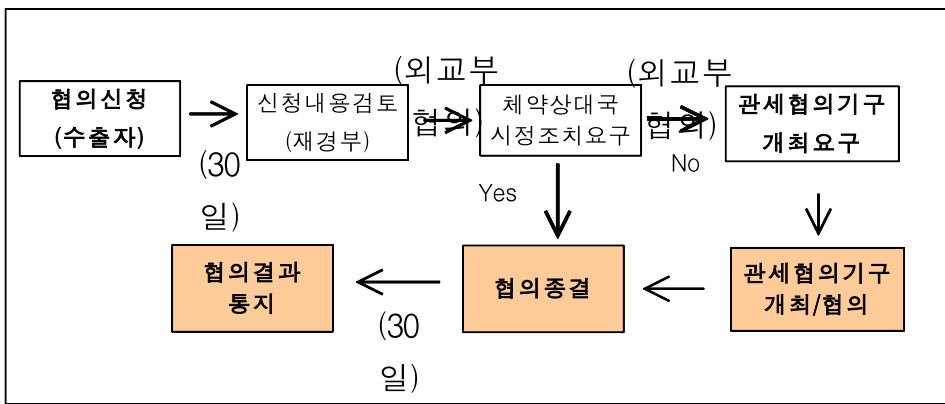 협의신청
(수출자)
(30
일)
신청내용검토
(재경부)
(외교부
협의)
체약상대국
시정조치요구
(외교부
협의)
No
관세협의기구
개최요구
Yes
협의결과
통지
(30
일)
협의종결
관세협의기구
개최/협의